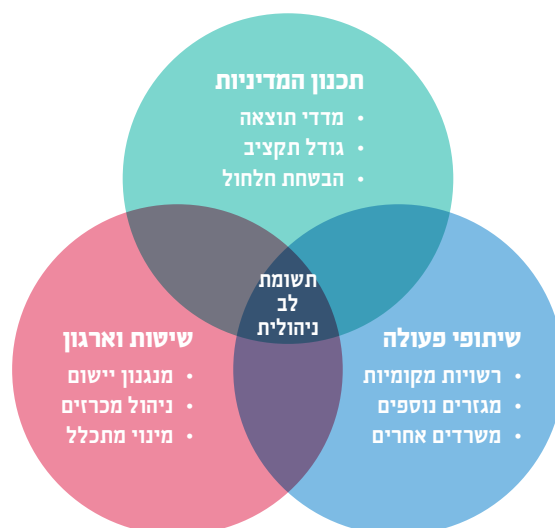 תכנון המדיניות
• מדדי תוצאה
• גודל תקציב
• הבטחת חלחול
תשומת
לב
ניהולית
שיתופי פעולה
• רשויות מקומיות
• מגזרים נוספים
• משרדים אחרים
שיטות וארגון
• מנגנון יישום
• ניהול מכרזים
• מינוי מתכלל